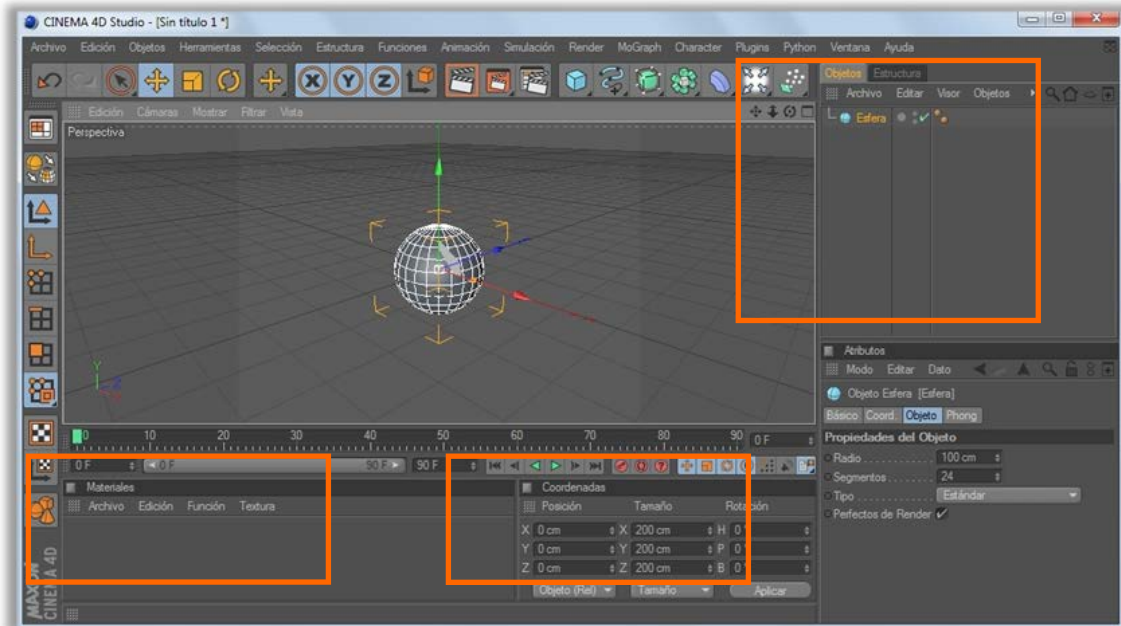 CINEMA 4D Studio - [Sin título 1 *]
Archivo Edición Objetos Herramientas Selección Estructura Funciones Animación Simulación Render MoGraph Character Plugins Python Ventana Ayuda
X Y Z
Edición Cámaras Mostrar Filtrar Vista
Perspectiva
Y
Z
0 10 20 30 40 50 60 70 80 90 0 F
0 F 0 F 90 F 90 F
Materiales
Archivo Edición Función Textura
Coordenadas
Posición Tamaño Rotación
X 0 cm X 200 cm H 0 °
Y 0 cm Y 200 cm P 0 °
Z 0 cm Z 200 cm B 0 °
Objeto (Rel) Tamaño Aplicar
MAXON
CINEMA 4D
Objetos Estructura
Archivo Editar Visor Objetos
Esfera
Atributos
Modo Editar Dato
Objeto Esfera [Esfera]
Básico Coord. Objeto Phong
Propiedades del Objeto
Radio 100 cm
Segmentos 24
Tipo Estándar
Perfectos de Render